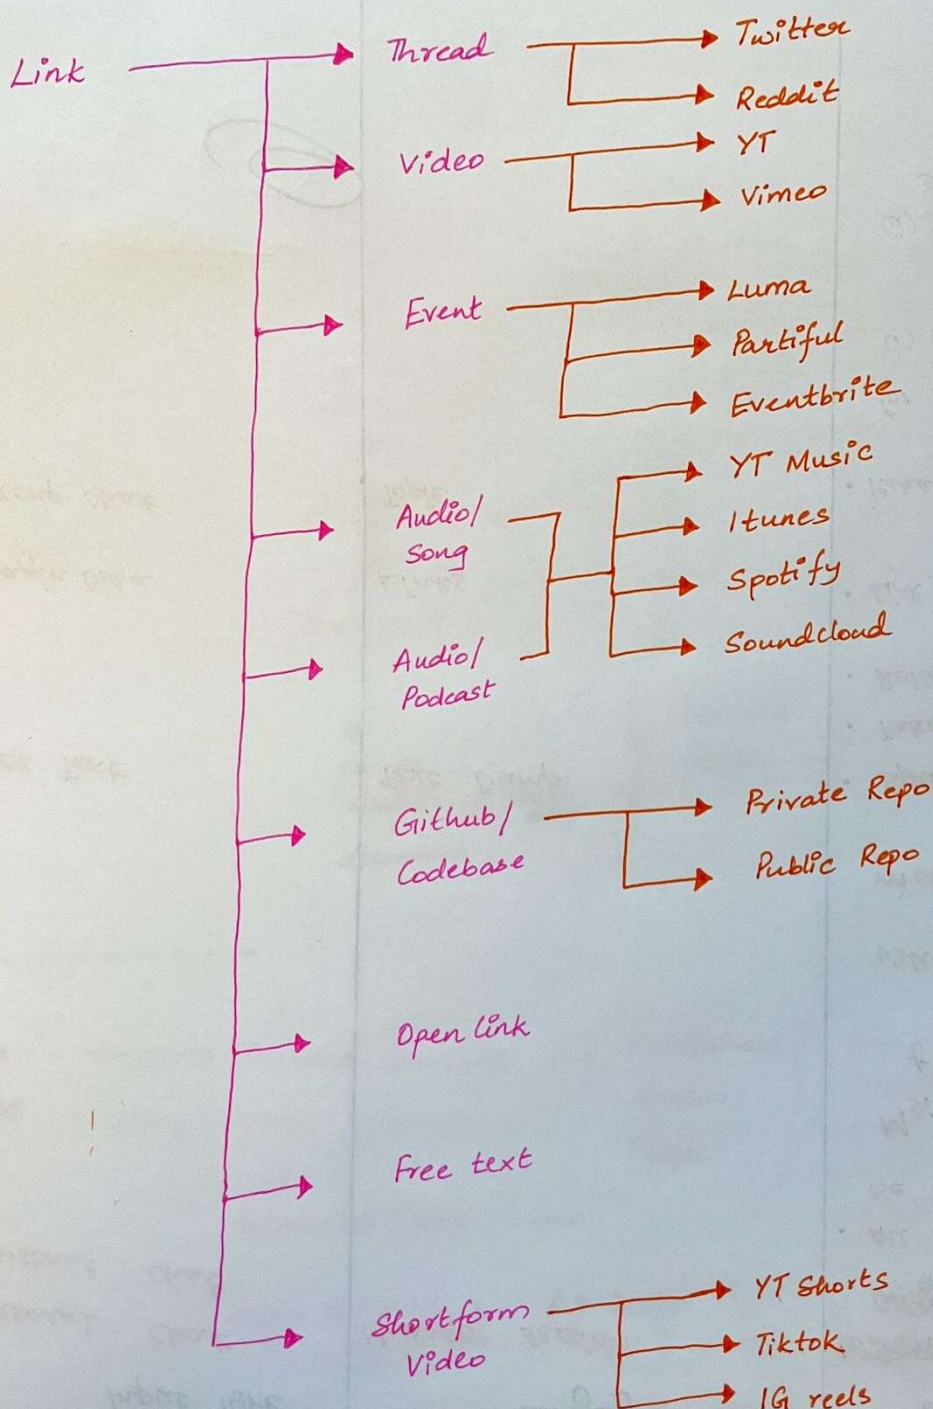 Link
Thread
Twitter
Reddit
Video
YT
Vimeo
Event
Luma
Partiful
Eventbrite
Audio/
Song
Audio/
Podcast
YT Music
Itunes
Spotify
Soundcloud
Github/
Codebase
Private Repo
Public Repo
Open link
Free text
Shortform
Video
YT Shorts
Tiktok
IG reels